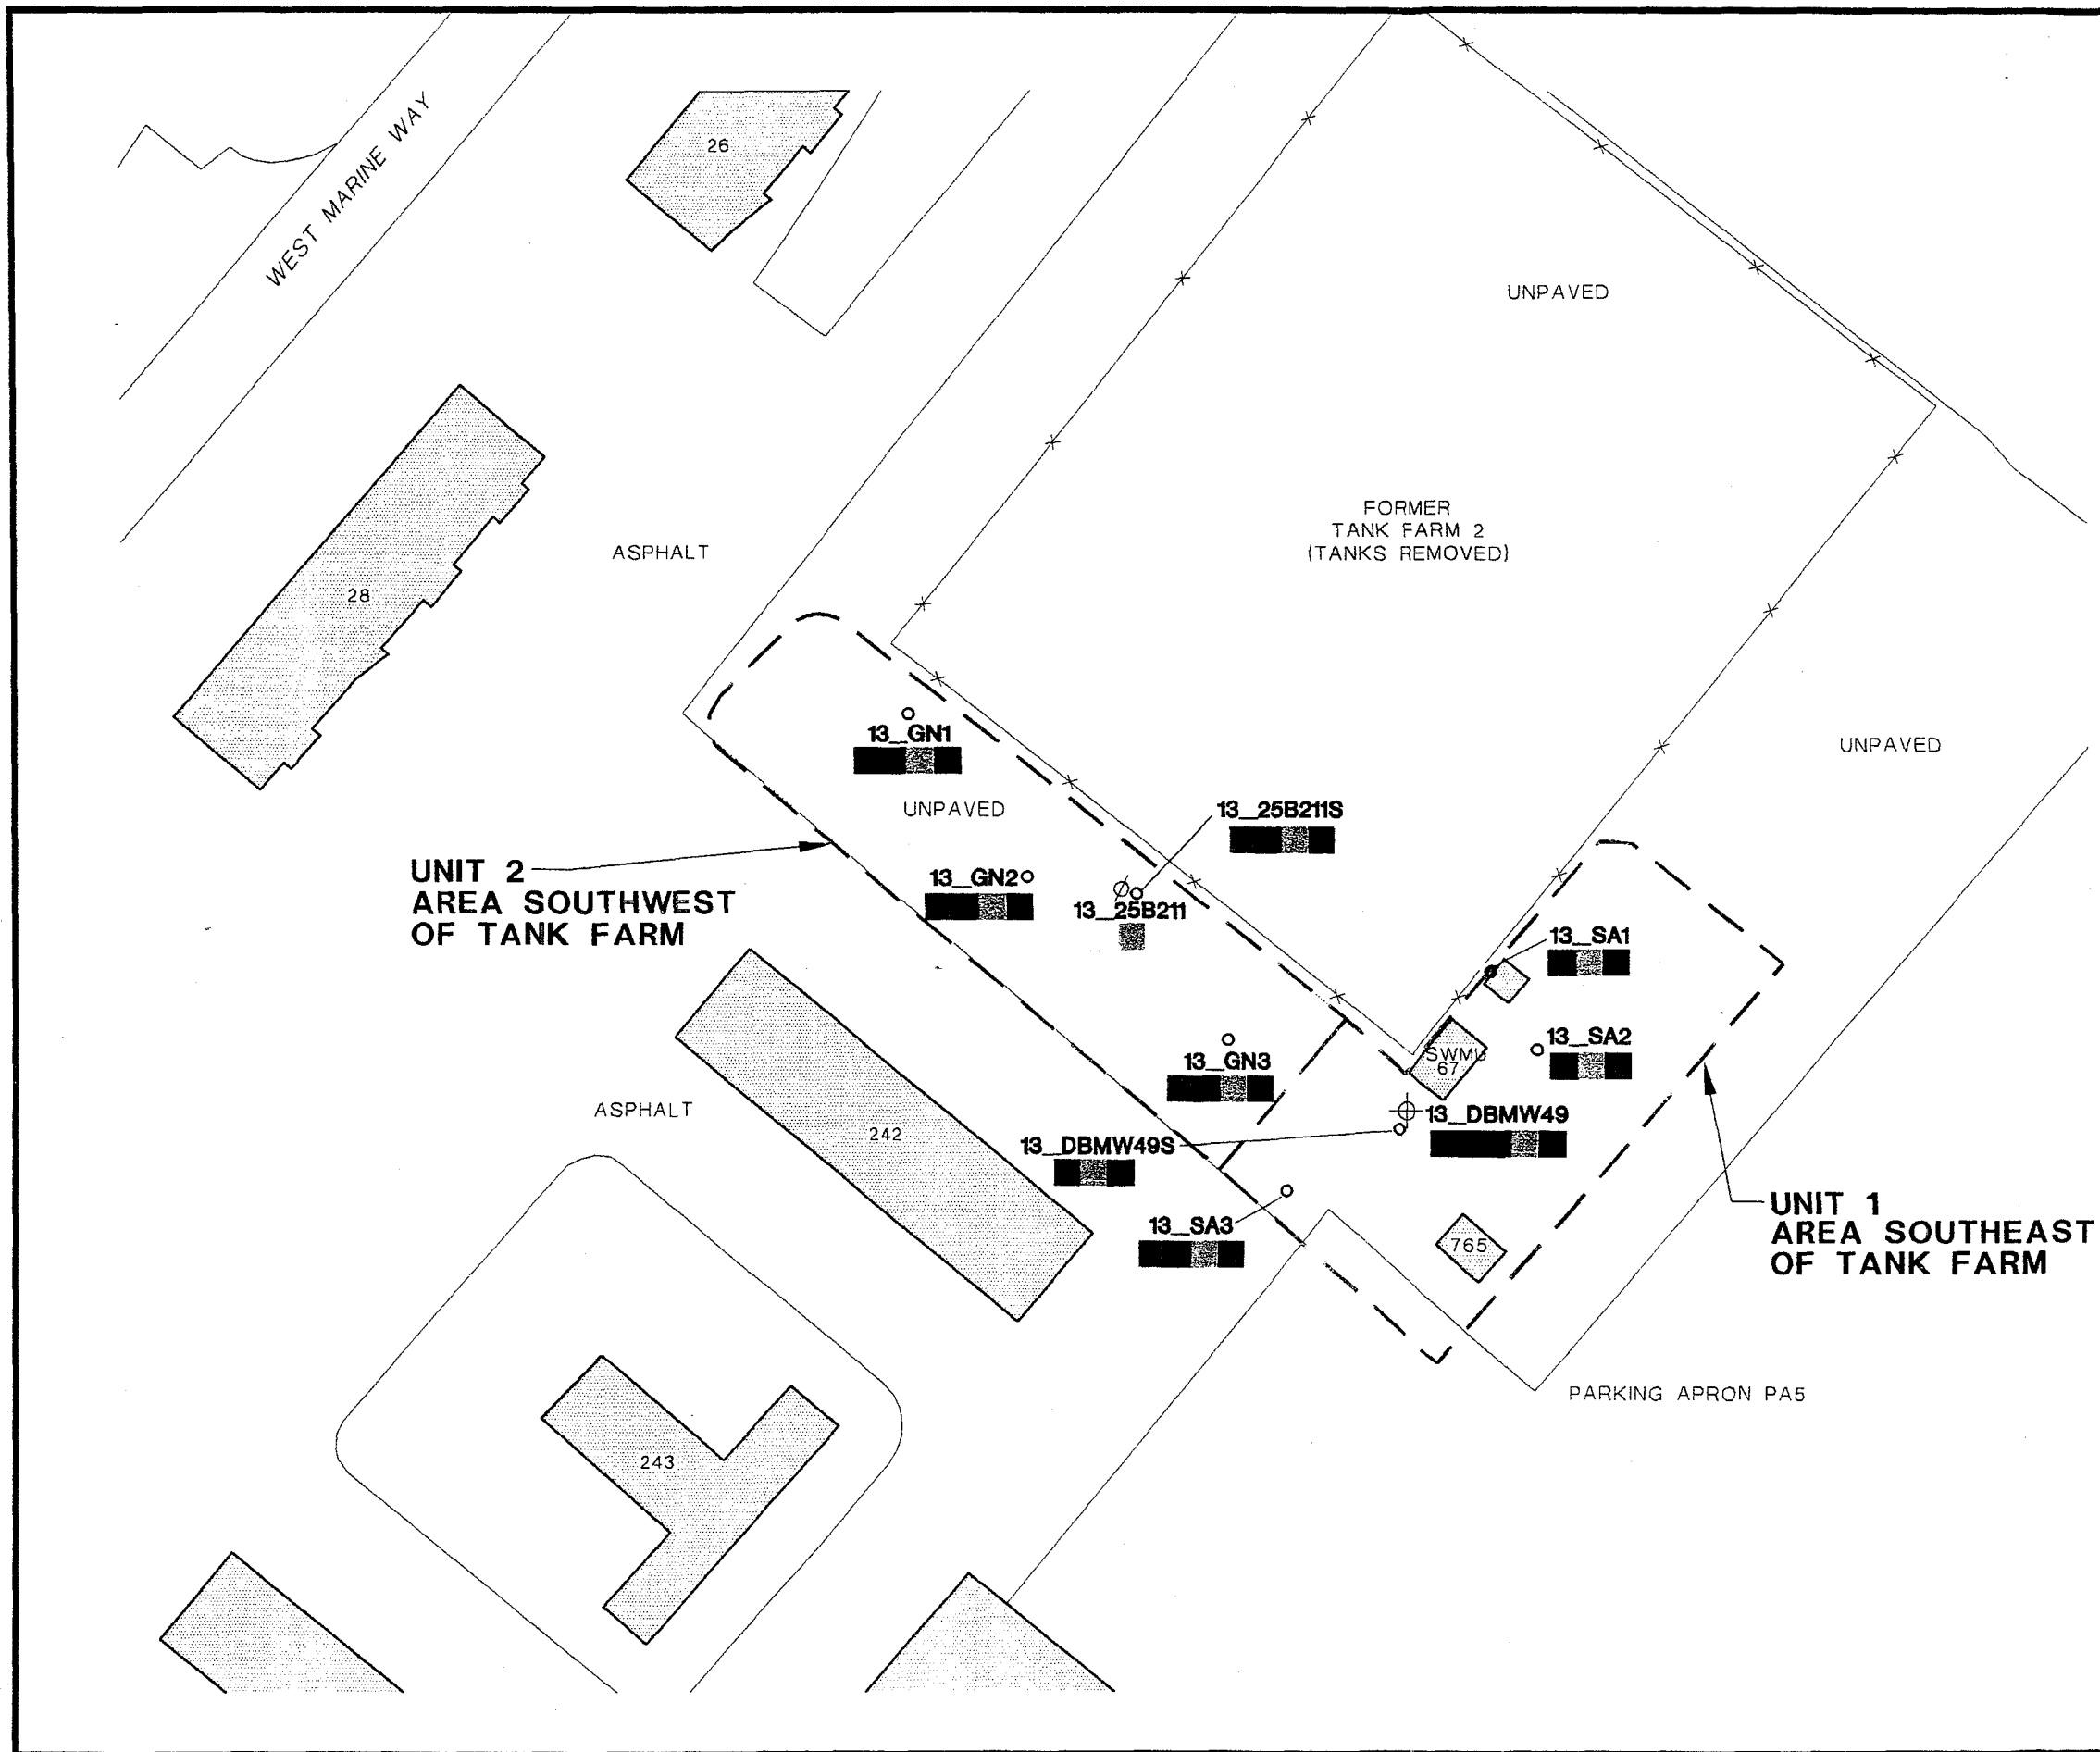 26
WEST MARINE WAY
UNPAVED
FORMER
TANK FARM 2
(TANKS REMOVED)
ASPHALT
28
13_GN1
UNPAVED
UNPAVED
13_25B211S
UNIT 2
AREA SOUTHWEST
OF TANK FARM
13_GN2
13_25B211
13_SA1
13_SA2
SWMU
67
13_GN3
ASPHALT
242
13_DBMW49
13_DBMW49S
13_SA3
765
UNIT 1
AREA SOUTHEAST
OF TANK FARM
PARKING APRON PA5
243